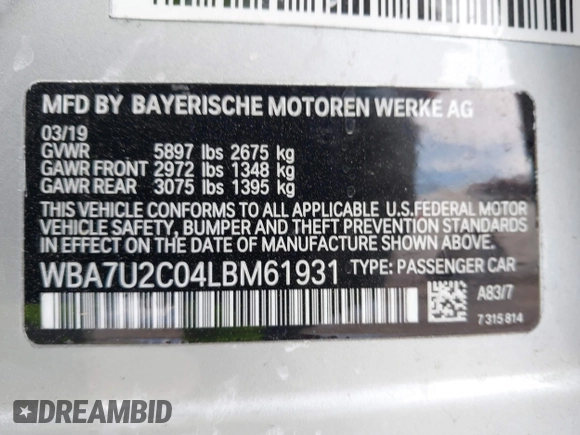 MFD BY BAYERISCHE MOTOREN WERKE AG
03/19
GVWR 5897 lbs 2675 kg
GAWR FRONT 2972 lbs 1348 kg
GAWR REAR 3075 lbs 1395 kg
THIS VEHICLE CONFORMS TO ALL APPLICABLE U.S.FEDERAL MOTOR
VEHICLE SAFETY, BUMPER AND THEFT PREVENTION STANDARDS
IN EFFECT ON THE DATE OF MANUFACTURE SHOWN ABOVE.
WBA7U2C04LBM61931 TYPE: PASSENGER CAR
A83/7
7 315 814
DREAMBID